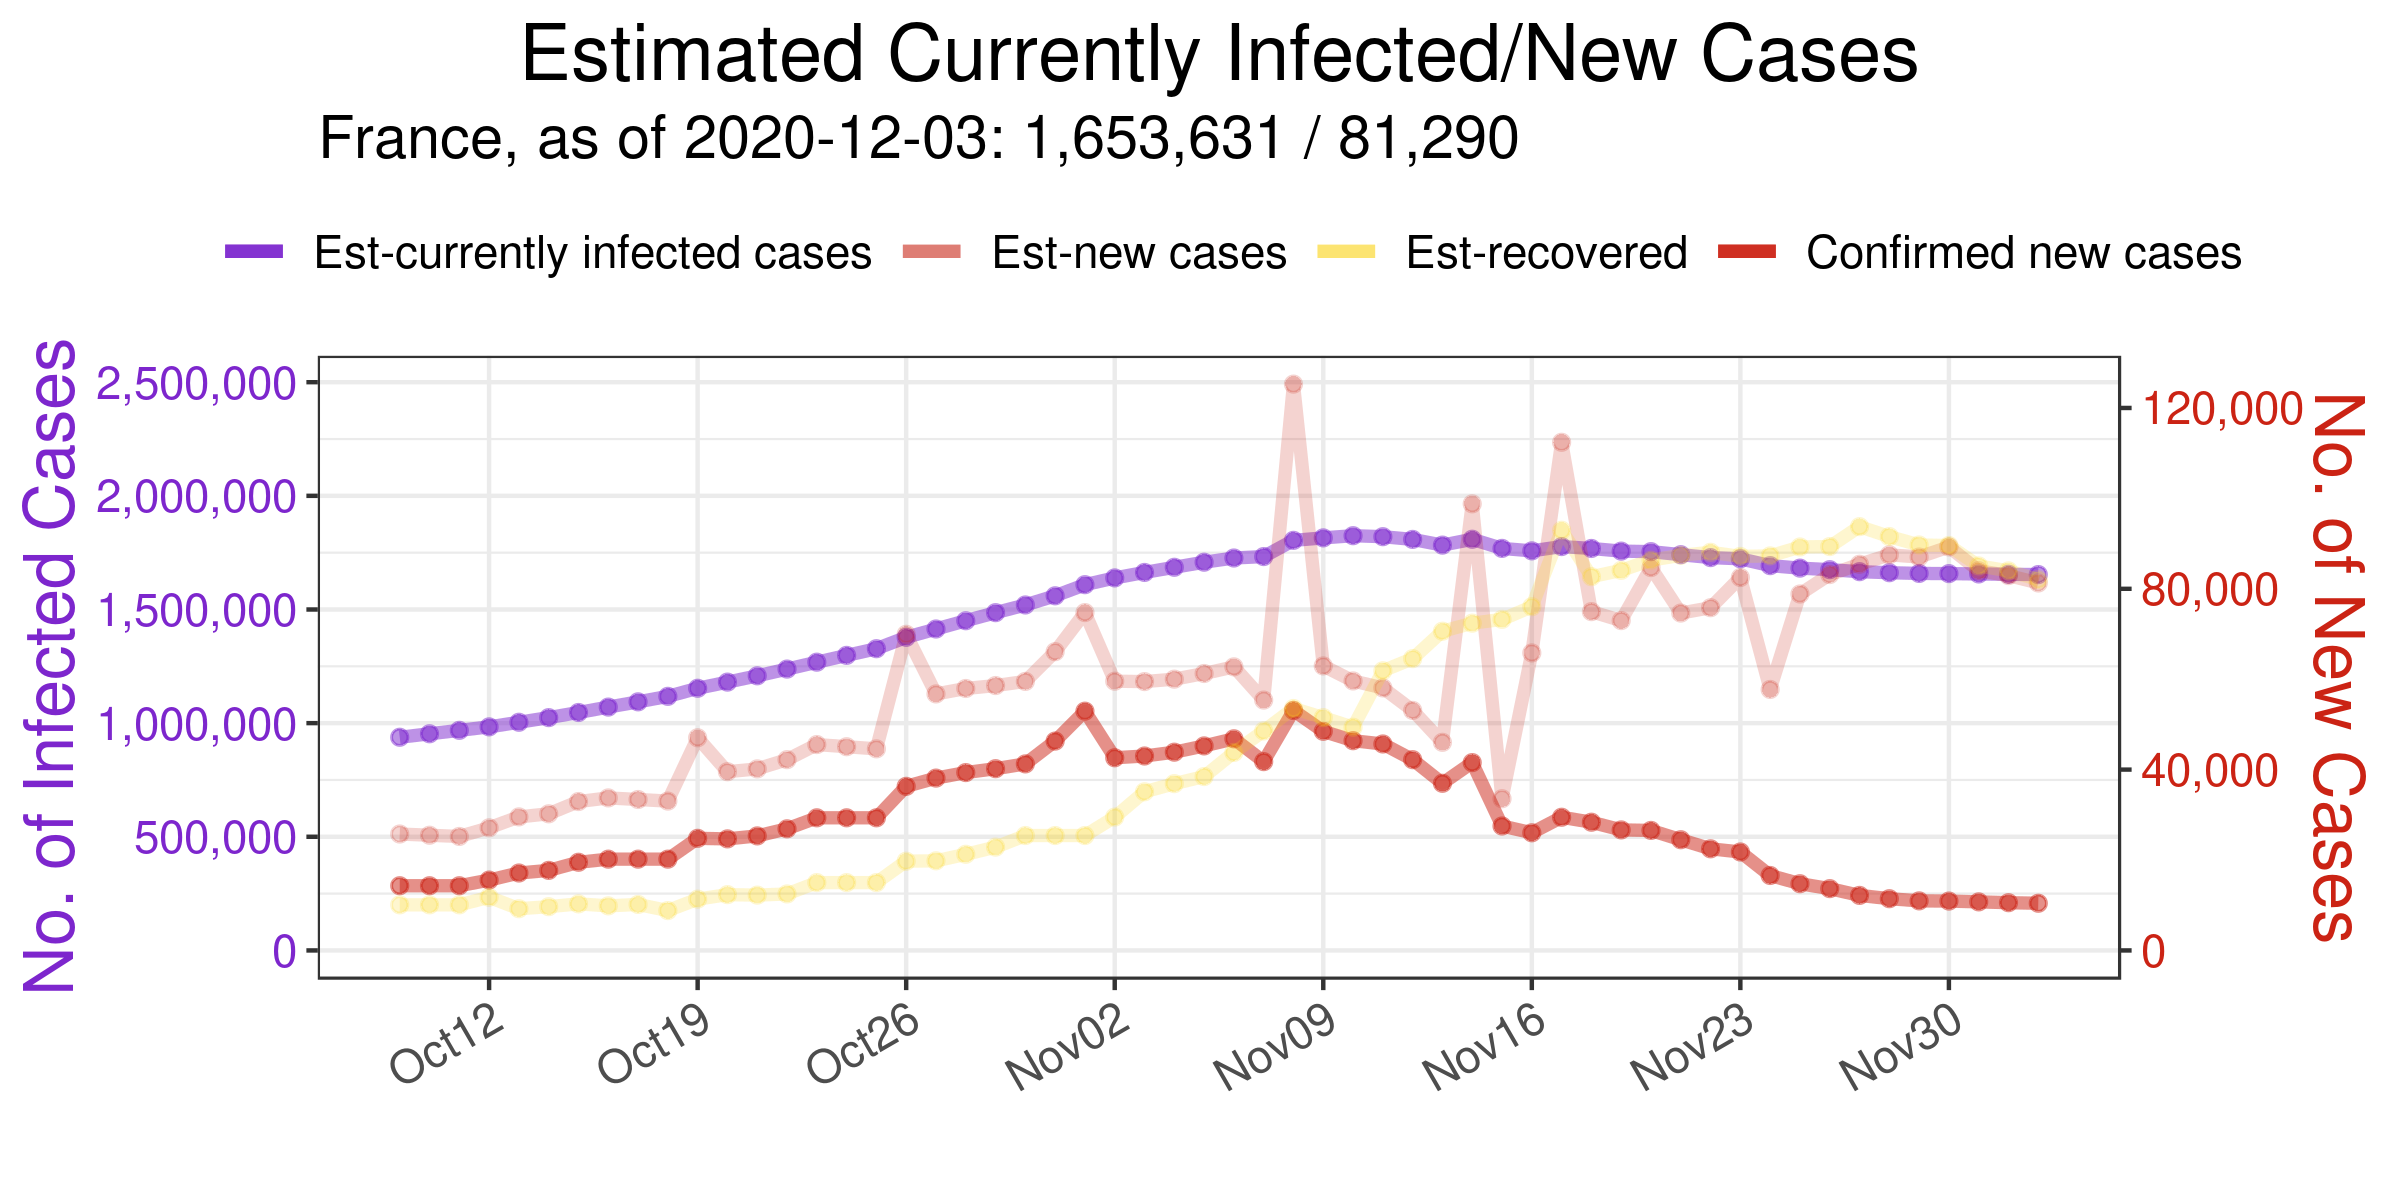 Estimated Currently Infected/New Cases
France, as of 2020-12-03: 1,653,631 / 81,290
Est-currently infected cases Est-new cases Est-recovered Confirmed new cases
No. of Infected Cases
2,500,000
2,000,000
1,500,000
1,000,000
500,000
0
120,000
80,000
40,000
0
No. of New Cases
Oct12 Oct19 Oct26 Nov02 Nov09 Nov16 Nov23 Nov30